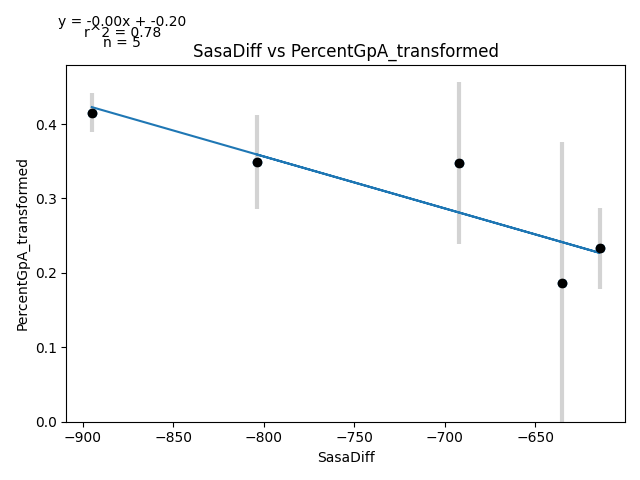 y = -0.00x + -0.20
r^2 = 0.78
n = 5
SasaDiff vs PercentGpA_transformed
PercentGpA_transformed
0.4
0.3
0.2
0.1
0.0
−900 −850 −800 −750 −700 −650
SasaDiff